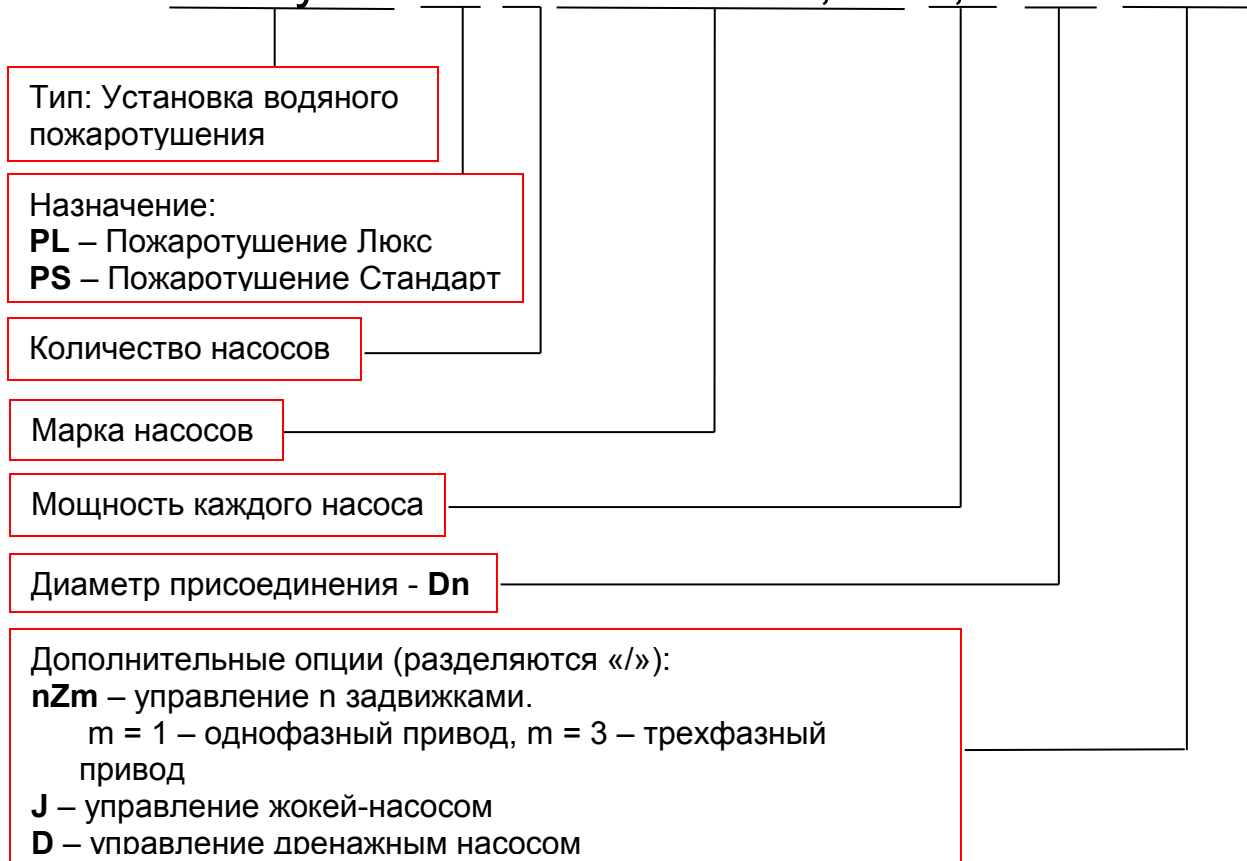 Тип: Установка водяного
пожаротушения
Назначение:
PL – Пожаротушение Люкс
PS – Пожаротушение Стандарт
Количество насосов
Марка насосов
Мощность каждого насоса
Диаметр присоединения - Dn
Дополнительные опции (разделяются «/»):
nZm – управление n задвижками.
m = 1 – однофазный привод, m = 3 – трехфазный
привод
J – управление жокей-насосом
D – управление дренажным насосом